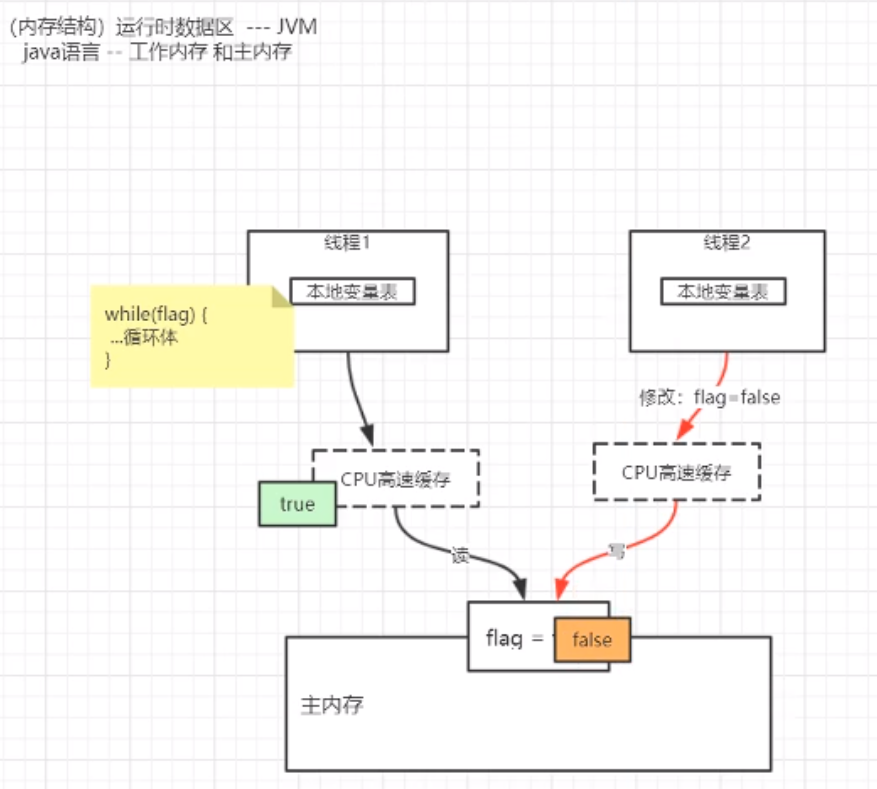 (内存结构) 运行时数据区 --- JVM
java语言 -- 工作内存 和主内存
线程1
线程2
本地变量表
本地变量表
while(flag) {
...循环体
}
修改: flag=false
CPU高速缓存
CPU高速缓存
true
读
写
flag =
false
主内存